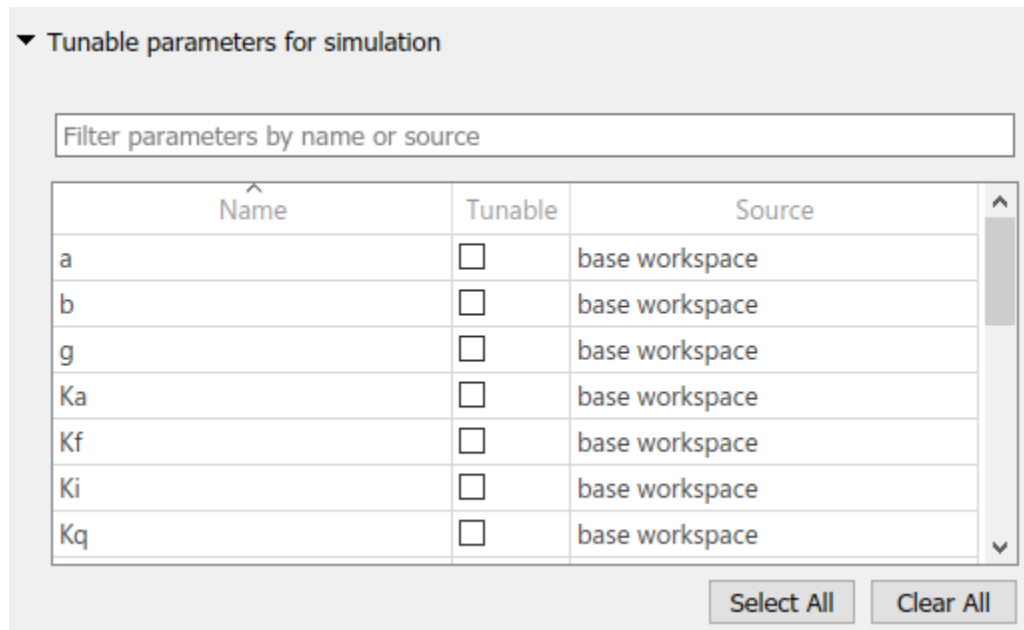 Tunable parameters for simulation
Filter parameters by name or source
Name Tunable Source
a base workspace
b base workspace
g base workspace
Ka base workspace
Kf base workspace
Ki base workspace
Kq base workspace
Select All Clear All